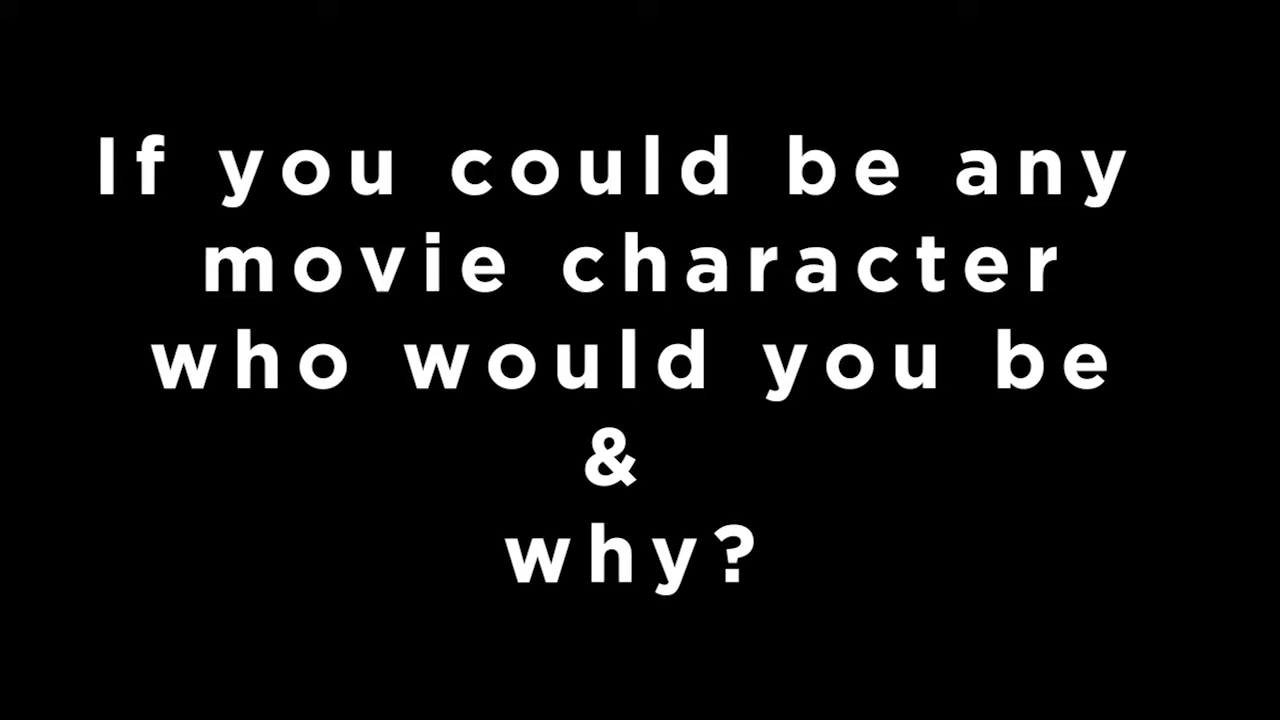 If you could be any
movie character
who would you be
&
why?